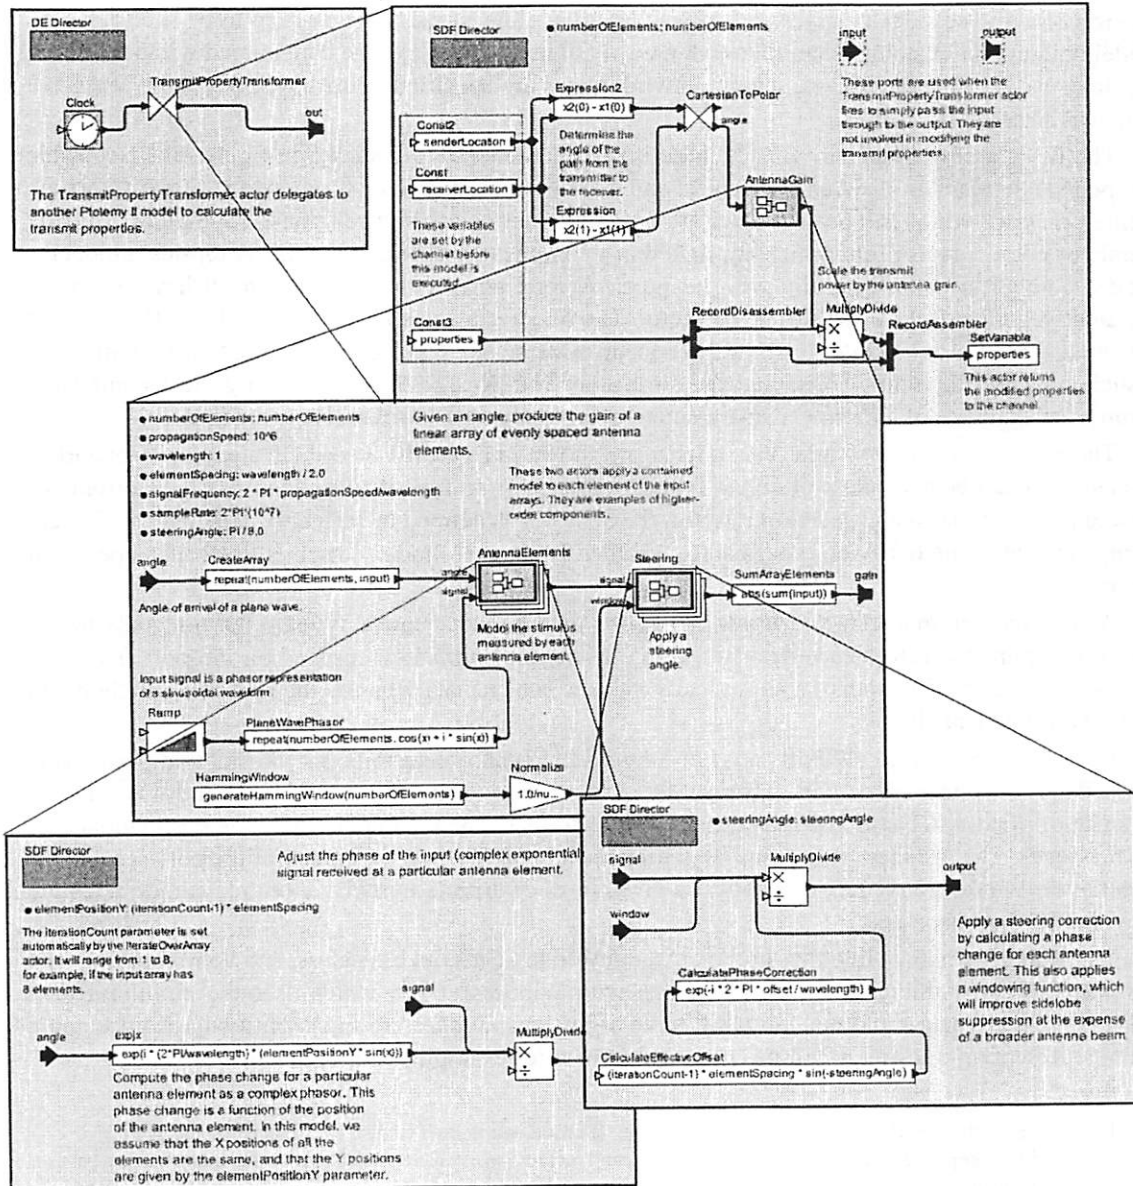 DE Director
TransmitPropertyTransformer
Clock
out
The TransmitPropertyTransformer actor delegates to
another Ptolemy II model to calculate the
transmit properties.
SDF Director
numberOfElements: numberOfElements
input
output
These ports are used when the
TransmitPropertyTransformer actor
fires to simply pass the input
through to the output. They are
not involved in modifying the
transmit properties.
Expression2
x2(0) - x1(0)
CartesianToPolar
angle
Const2
senderLocation
Determine the
angle of the
path from the
transmitter to
the receiver.
Const
receiverLocation
Expression
x2(1) - x1(1)
AntennaGain
These variables
are set by the
channel before
this model is
executed.
Scale the transmit
power by the antenna gain.
Const3
properties
RecordDisassembler
MultiplyDivide
RecordAssembler
SetVariable
properties
This actor returns
the modified properties
to the channel.
numberOfElements: numberOfElements
propagationSpeed: 10^6
wavelength: 1
elementSpacing: wavelength / 2.0
signalFrequency: 2 * PI * propagationSpeed/wavelength
sampleRate: 2*PI*(10^7)
steeringAngle: PI / 8.0
Given an angle, produce the gain of a
linear array of evenly spaced antenna
elements.
These two actors apply a contained
model to each element of the input
arrays. They are examples of higher-
order components.
angle
CreateArray
repeat(numberOfElements, input)
Angle of arrival of a plane wave.
AntennaElements
angle
signal
Model the stimulus
measured by each
antenna element.
Steering
signal
window
Apply a
steering
angle.
SumArrayElements
abs(sum(input))
gain
Input signal is a phasor representation
of a sinusoidal waveform
Ramp
PlaneWavePhasor
repeat(numberOfElements, cos(x) + i * sin(x))
HammingWindow
generateHammingWindow(numberOfElements)
Normalize
1.0/nu...
SDF Director
Adjust the phase of the input (complex exponential)
signal received at a particular antenna element.
elementPositionY: (iterationCount-1) * elementSpacing
The iterationCount parameter is set
automatically by the IterateOverArray
actor. It will range from 1 to 8,
for example, if the input array has
8 elements.
signal
angle
expjx
exp(i * (2*PI/wavelength) * (elementPositionY * sin(x)))
MultiplyDivide
Compute the phase change for a particular
antenna element as a complex phasor. This
phase change is a function of the position
of the antenna element. In this model, we
assume that the X positions of all the
elements are the same, and that the Y positions
are given by the elementPositionY parameter.
SDF Director
steeringAngle: steeringAngle
signal
MultiplyDivide
output
window
CalculatePhaseCorrection
exp(-i * 2 * PI * offset / wavelength)
CalculateEffectiveOffset
(iterationCount-1) * elementSpacing * sin(-steeringAngle)
Apply a steering correction
by calculating a phase
change for each antenna
element. This also applies
a windowing function, which
will improve sidelobe
suppression at the expense
of a broader antenna beam